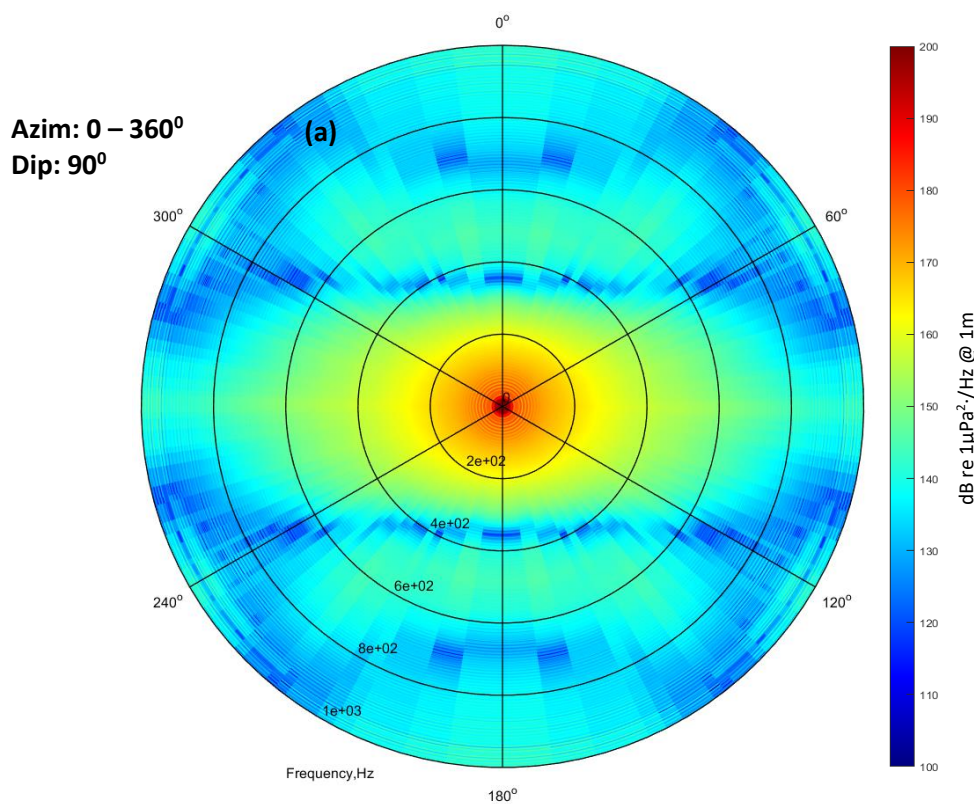 0°
Azim: 0 – 360⁰
(a)
Dip: 90⁰
300°
60°
0
2e+02
4e+02
6e+02
8e+02
1e+03
240°
120°
Frequency,Hz
180°
200
190
180
170
160
150
140
130
120
110
100
dB re 1µPa²·/Hz @ 1m